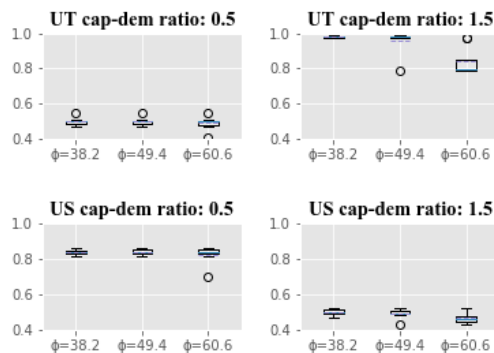 UT cap-dem ratio: 0.5
1.0
0.8
0.6
0.4
ϕ=38.2 ϕ=49.4 ϕ=60.6
UT cap-dem ratio: 1.5
1.0
0.8
0.6
0.4
ϕ=38.2 ϕ=49.4 ϕ=60.6
US cap-dem ratio: 0.5
1.0
0.8
0.6
0.4
ϕ=38.2 ϕ=49.4 ϕ=60.6
US cap-dem ratio: 1.5
1.0
0.8
0.6
0.4
ϕ=38.2 ϕ=49.4 ϕ=60.6